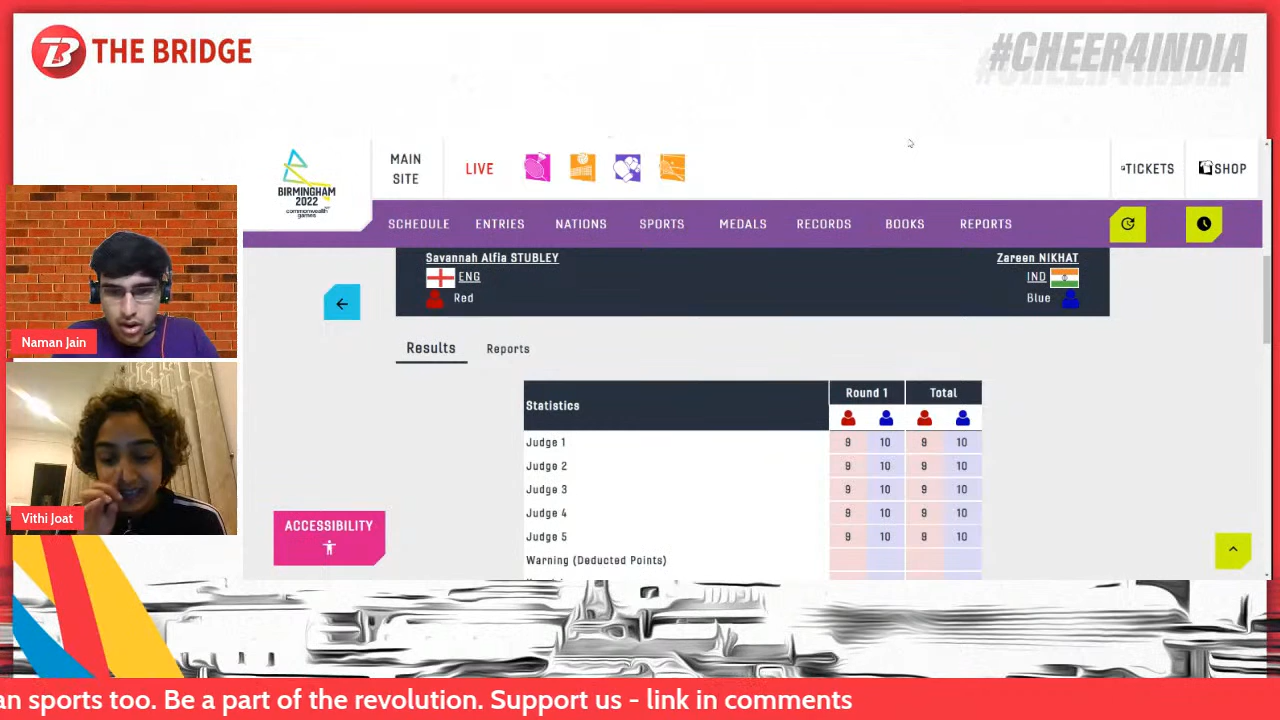 THE BRIDGE
#CHEER4INDIA
BIRMINGHAM
2022
commonwealth
games
MAIN
SITE
LIVE
TICKETS
SHOP
SCHEDULE
ENTRIES
NATIONS
SPORTS
MEDALS
RECORDS
BOOKS
REPORTS
Savannah Alfia STUBLEY
ENG
Red
Zareen NIKHAT
IND
Blue
Results
Reports
Statistics
Round 1
Total
Judge 1 9 10 9 10
Judge 2 9 10 9 10
Judge 3 9 10 9 10
Judge 4 9 10 9 10
Judge 5 9 10 9 10
Warning (Deducted Points)
ACCESSIBILITY
Naman Jain
Vithi Joat
an sports too. Be a part of the revolution. Support us - link in comments